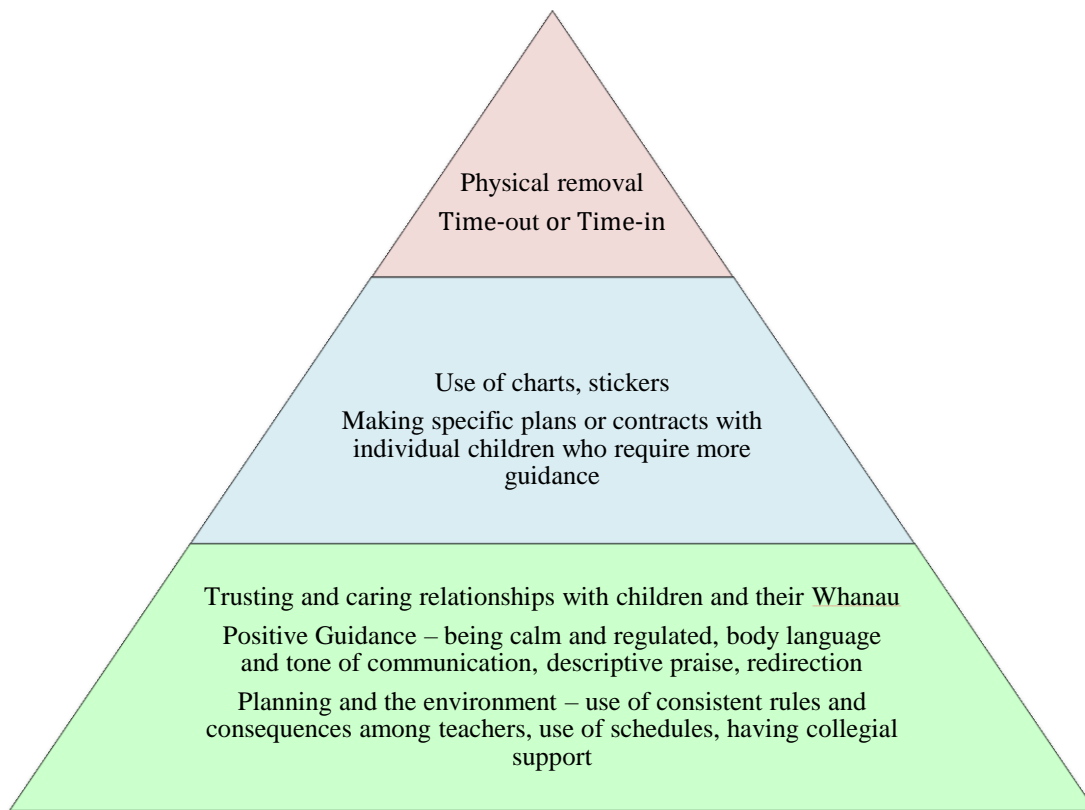 Physical removal
Time-out or Time-in
Use of charts, stickers
Making specific plans or contracts with
individual children who require more
guidance
Trusting and caring relationships with children and their Whanau
Positive Guidance – being calm and regulated, body language
and tone of communication, descriptive praise, redirection
Planning and the environment – use of consistent rules and
consequences among teachers, use of schedules, having collegial
support